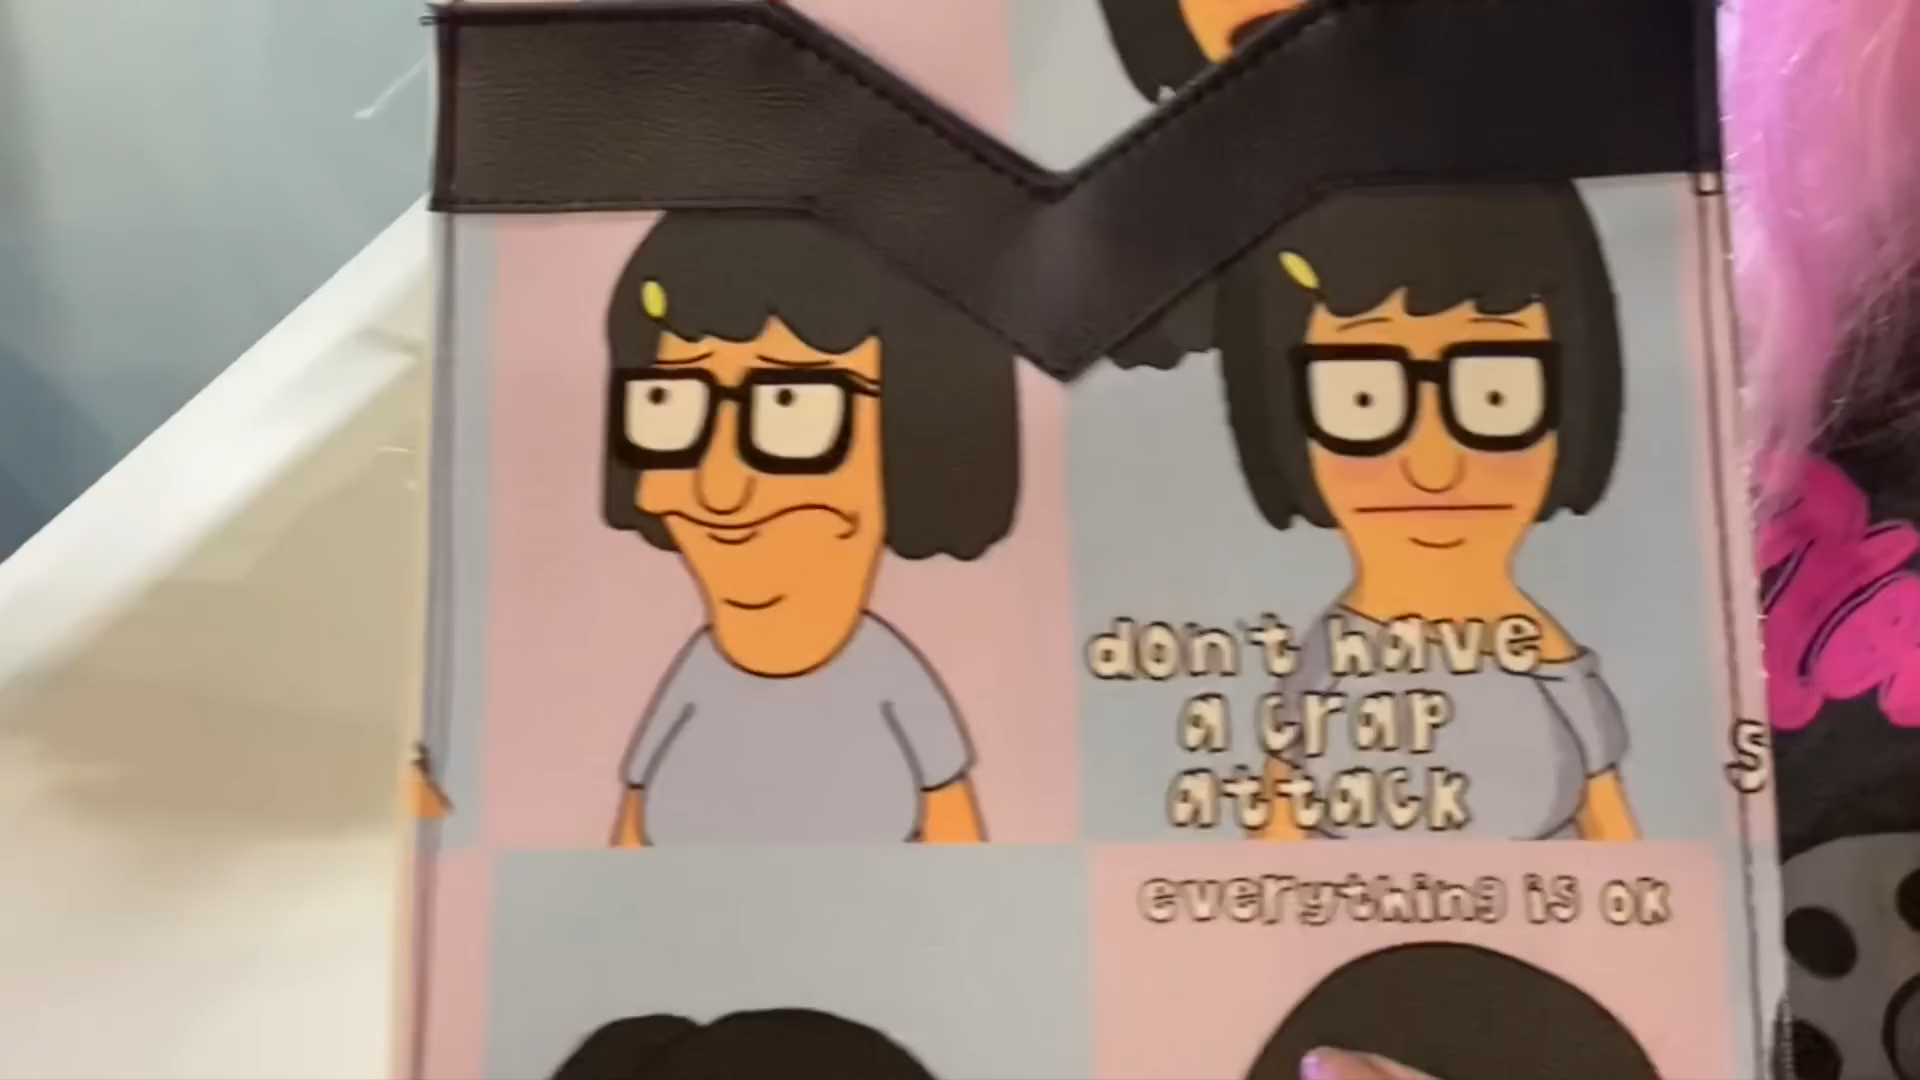 don't have
a crap
attack
s
everything is ok